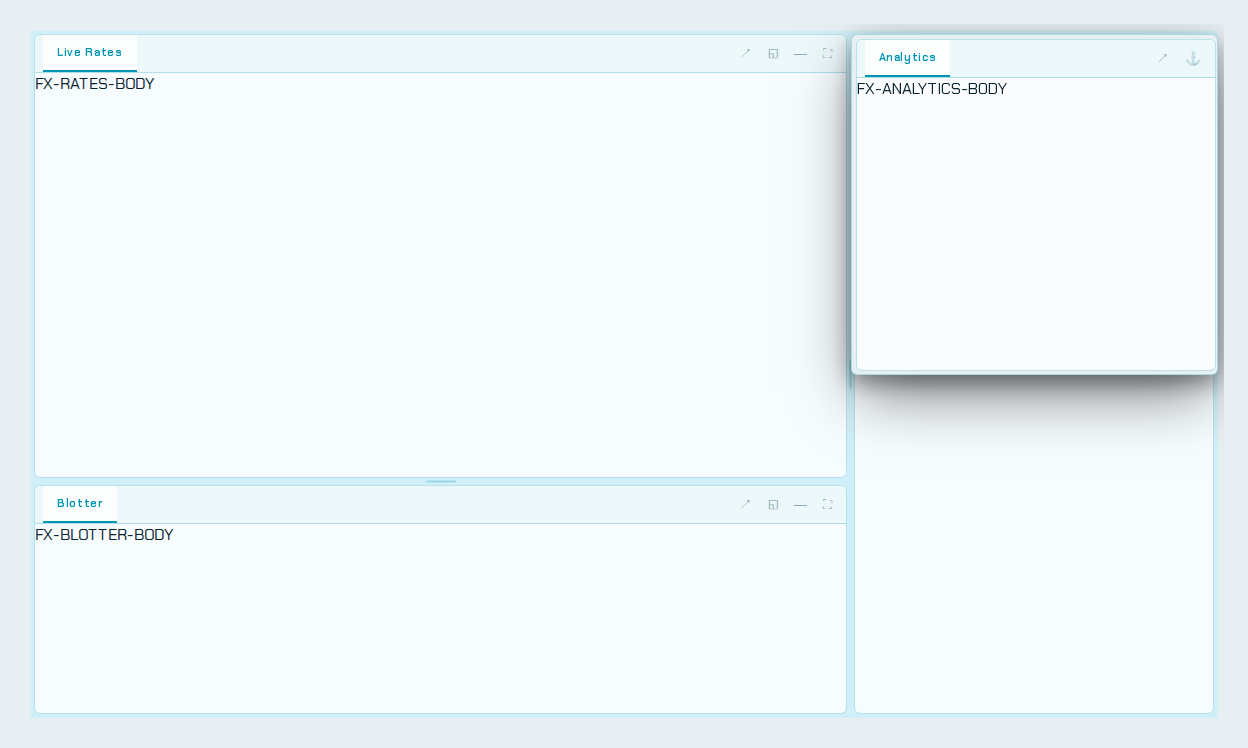 Live Rates
FX-RATES-BODY
Analytics
FX-ANALYTICS-BODY
Blotter
FX-BLOTTER-BODY